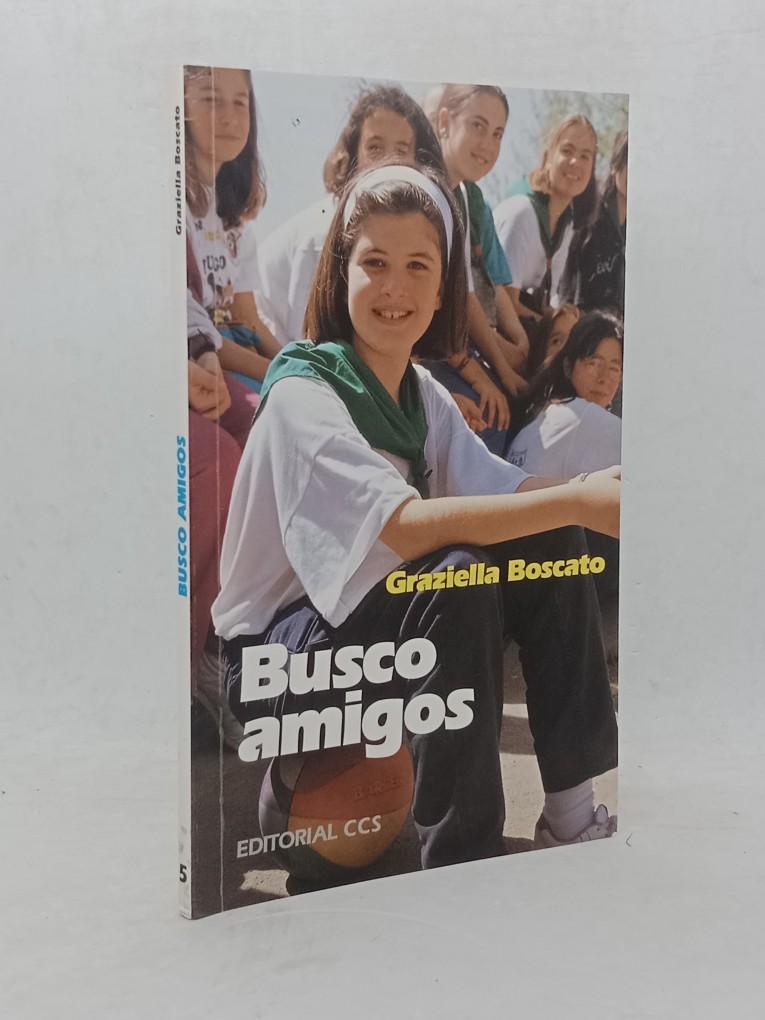 Graziella Boscato
BUSCO AMIGOS
5
Graziella Boscato
Busco
amigos
EDITORIAL CCS